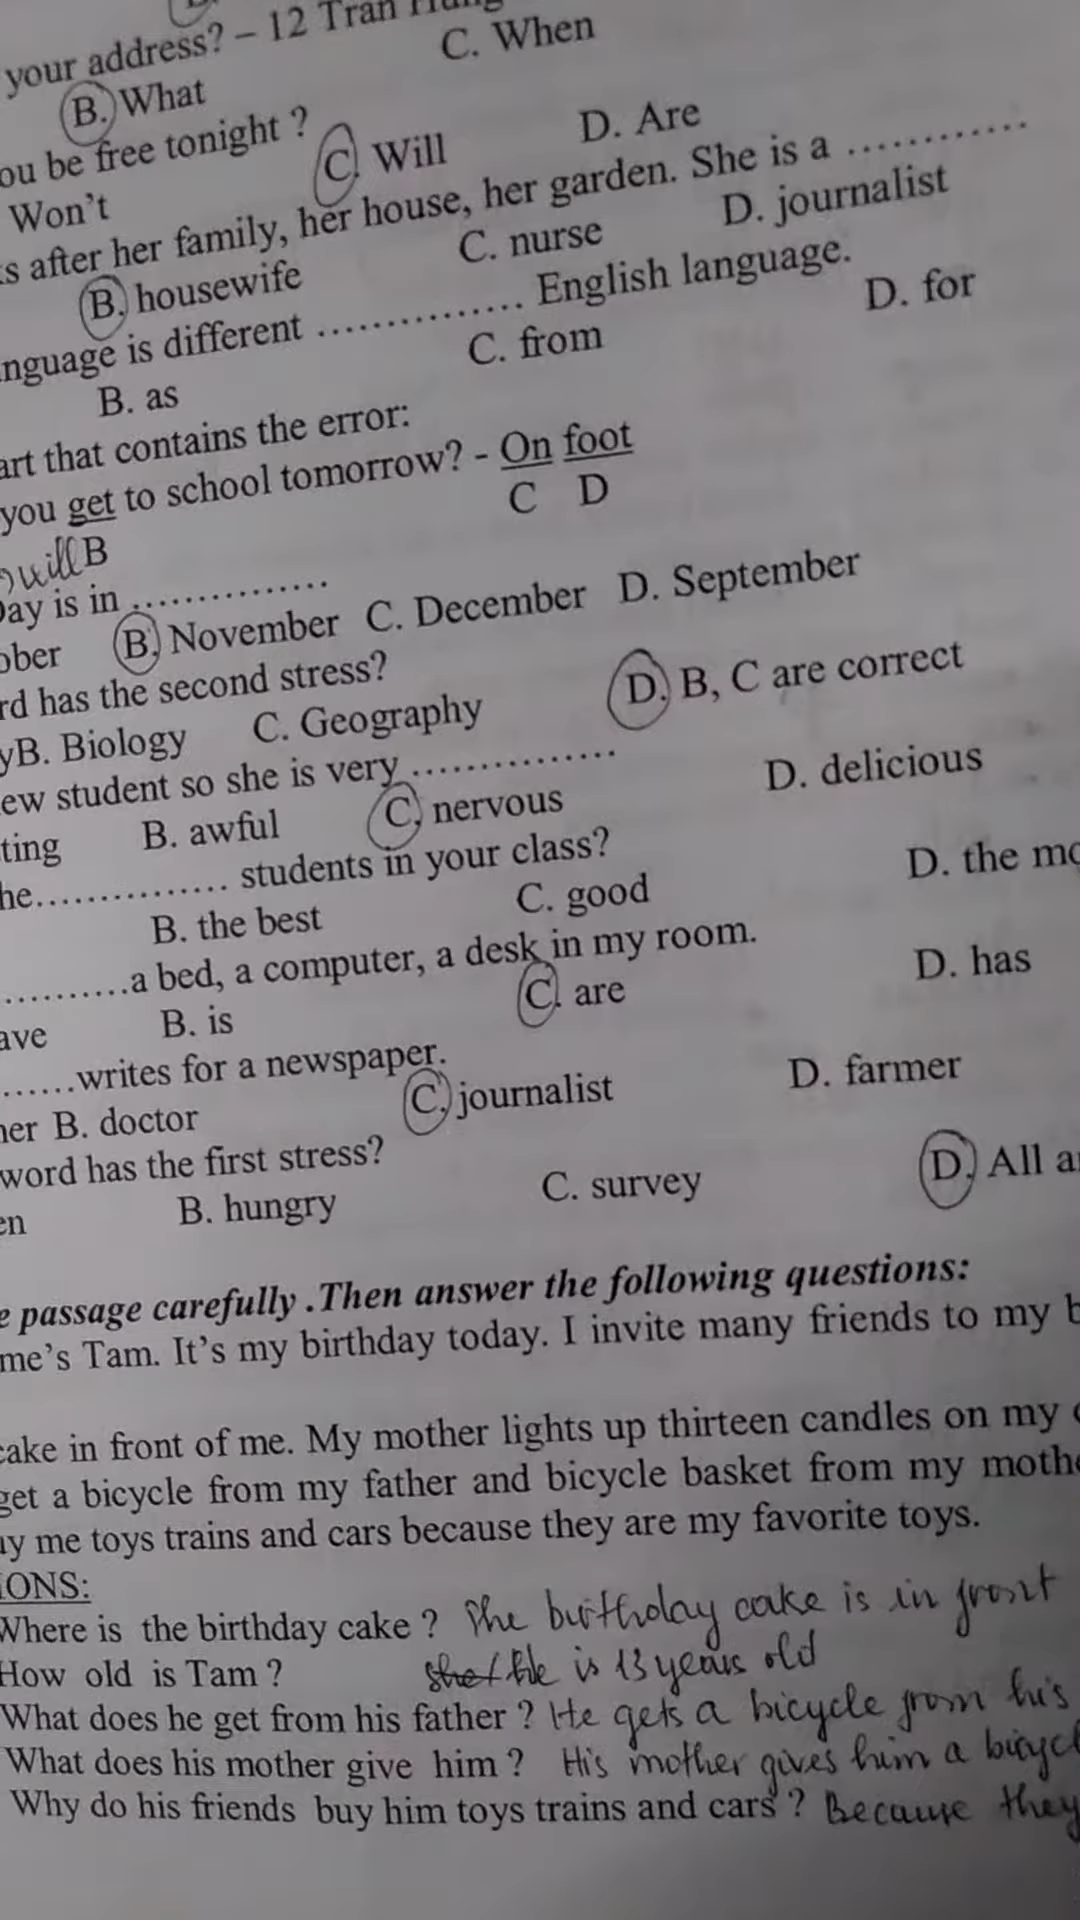 your address? – 12 Tran
B. What C. When
ou be free tonight ?
Won't C. Will D. Are
s after her family, her house, her garden. She is a ............
B. housewife C. nurse D. journalist
nguage is different ............... English language.
B. as C. from D. for
art that contains the error:
you get to school tomorrow? - On foot
will B C D
ay is in ..............
ober B. November C. December D. September
rd has the second stress?
yB. Biology C. Geography D. B, C are correct
ew student so she is very ...............
ting B. awful C. nervous D. delicious
he............... students in your class?
B. the best C. good D. the mo
..........a bed, a computer, a desk in my room.
ave B. is C. are D. has
......writes for a newspaper.
her B. doctor C. journalist D. farmer
word has the first stress?
en B. hungry C. survey D. All a
e passage carefully .Then answer the following questions:
me's Tam. It's my birthday today. I invite many friends to my b
cake in front of me. My mother lights up thirteen candles on my c
get a bicycle from my father and bicycle basket from my mothe
uy me toys trains and cars because they are my favorite toys.
IONS:
Where is the birthday cake ? The birthday cake is in front
How old is Tam ? He is 13 years old
What does he get from his father ? He gets a bicycle from his
What does his mother give him ? His mother gives him a bicycl
Why do his friends buy him toys trains and cars ? Because they